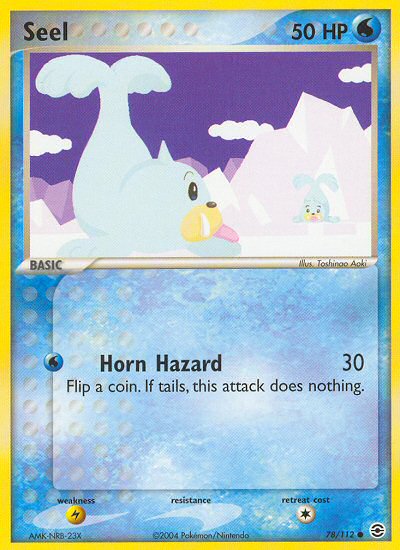 Seel 50 HP
BASIC Illus. Toshinao Aoki
Horn Hazard 30
Flip a coin. If tails, this attack does nothing.
weakness resistance retreat cost
AMK-NRB-23X ©2004 Pokémon/Nintendo 78/112